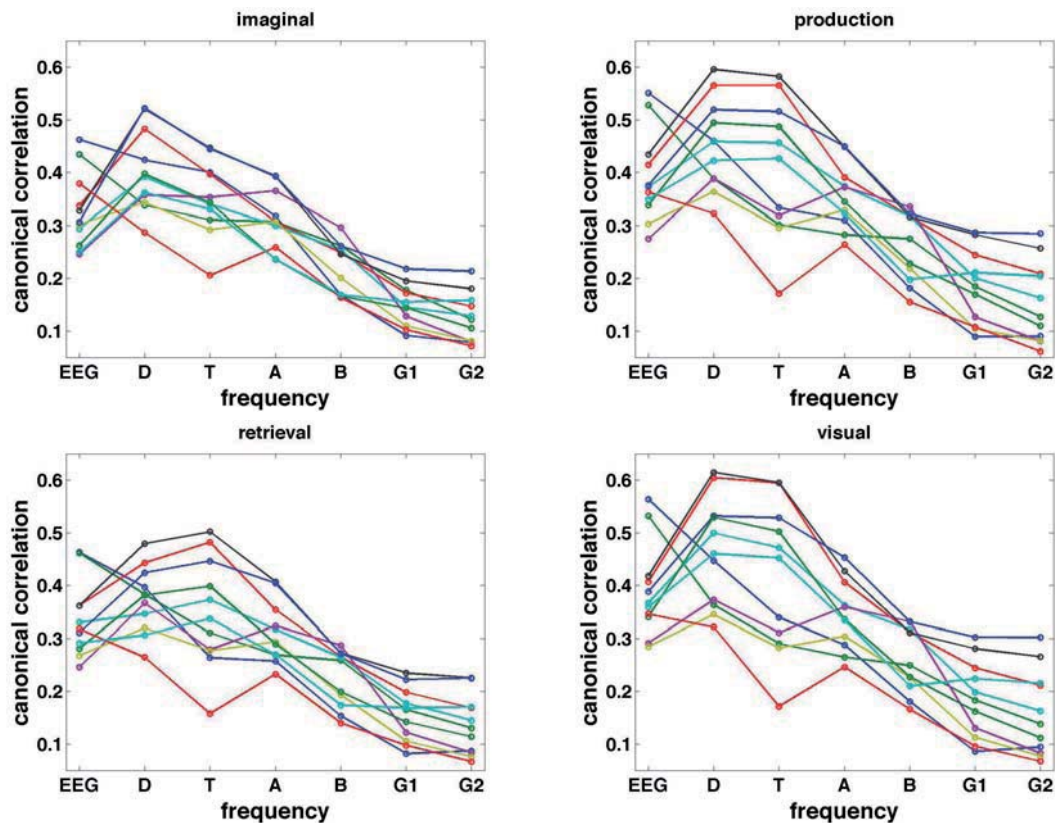 imaginal
canonical correlation
0.6
0.5
0.4
0.3
0.2
0.1
EEG D T A B G1 G2
frequency
production
canonical correlation
0.6
0.5
0.4
0.3
0.2
0.1
EEG D T A B G1 G2
frequency
retrieval
canonical correlation
0.6
0.5
0.4
0.3
0.2
0.1
EEG D T A B G1 G2
frequency
visual
canonical correlation
0.6
0.5
0.4
0.3
0.2
0.1
EEG D T A B G1 G2
frequency